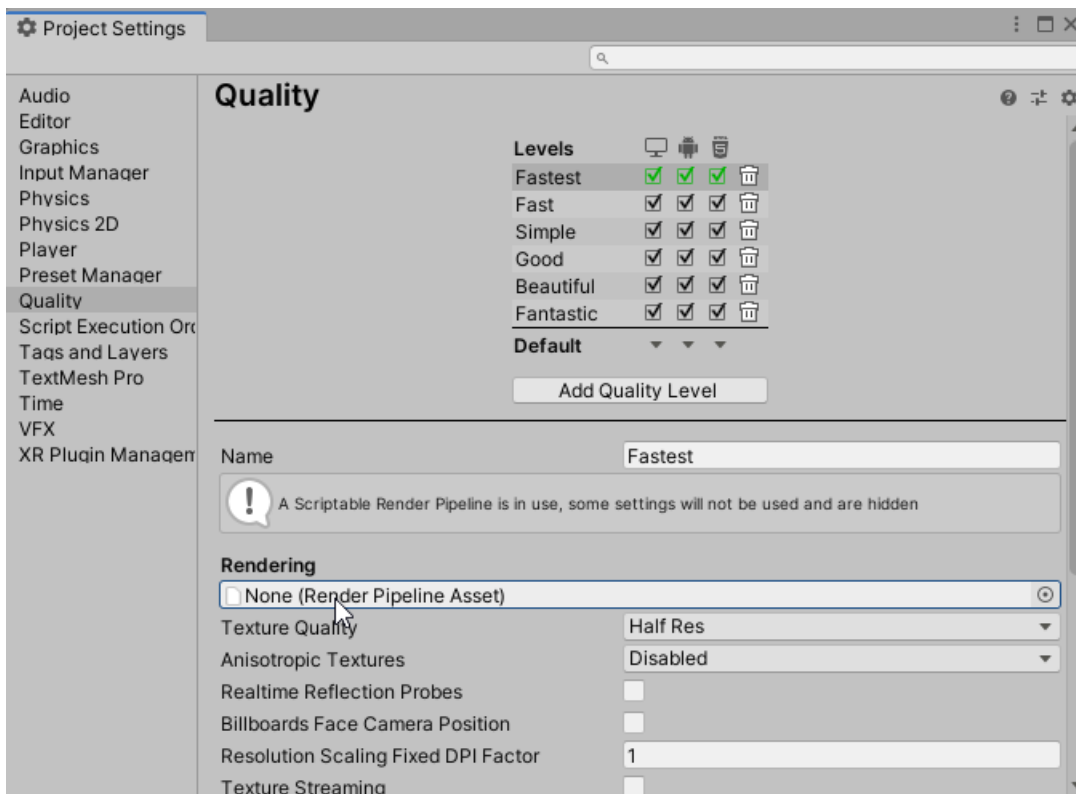 Project Settings
Quality
Audio
Editor
Graphics
Input Manager
Physics
Physics 2D
Player
Preset Manager
Quality
Script Execution Ord
Tags and Layers
TextMesh Pro
Time
VFX
XR Plugin Managem
Levels
Fastest
Fast
Simple
Good
Beautiful
Fantastic
Default
Add Quality Level
Name Fastest
A Scriptable Render Pipeline is in use, some settings will not be used and are hidden
Rendering
None (Render Pipeline Asset)
Texture Quality Half Res
Anisotropic Textures Disabled
Realtime Reflection Probes
Billboards Face Camera Position
Resolution Scaling Fixed DPI Factor 1
Texture Streaming